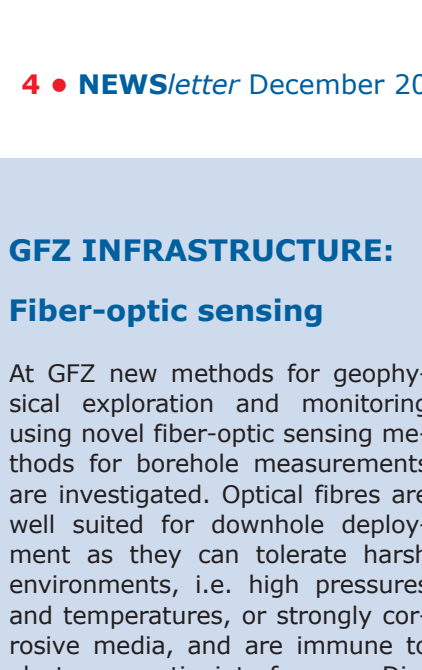 4 • NEWSletter December 20
GFZ INFRASTRUCTURE:
Fiber-optic sensing
At GFZ new methods for geophy-
sical exploration and monitoring
using novel fiber-optic sensing me-
thods for borehole measurements
are investigated. Optical fibres are
well suited for downhole deploy-
ment as they can tolerate harsh
environments, i.e. high pressures
and temperatures, or strongly cor-
rosive media, and are immune to